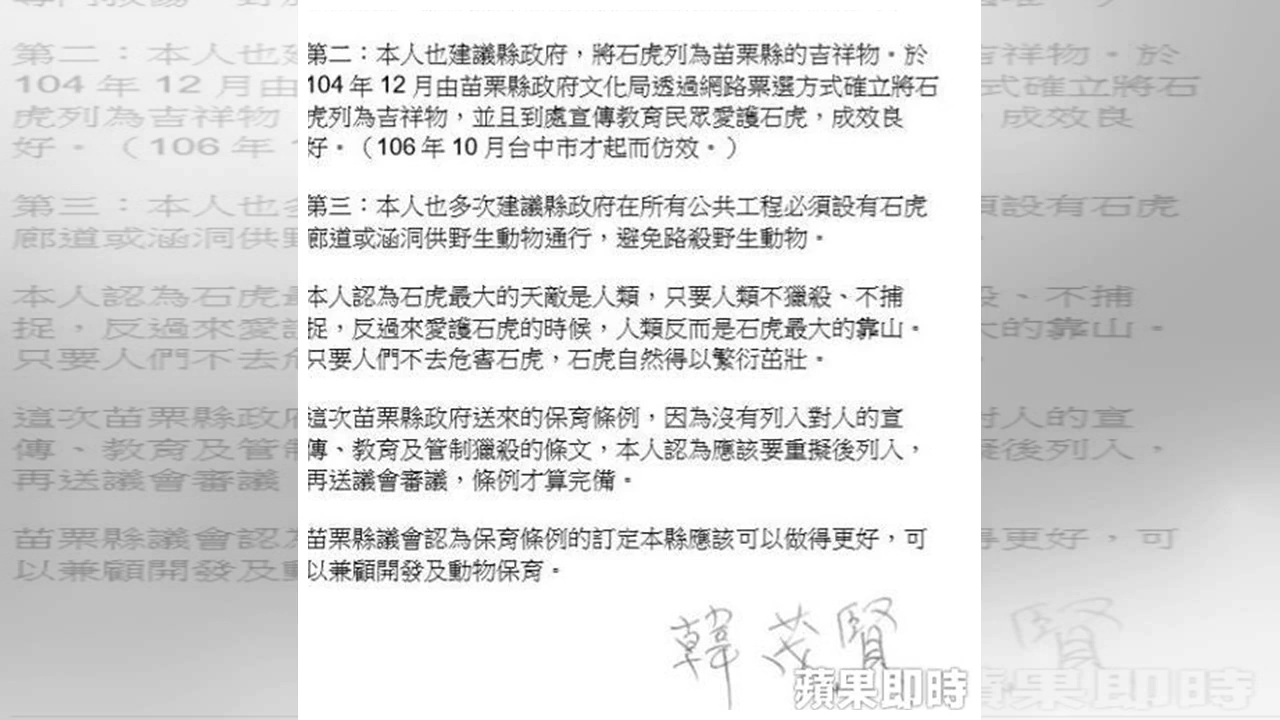 第二：本人也建議縣政府，將石虎列為苗栗縣的吉祥物。於
104 年 12 月由苗栗縣政府文化局透過網路票選方式確立將石
虎列為吉祥物，並且到處宣傳教育民眾愛護石虎，成效良
好。（106 年 10 月台中市才起而仿效。）
第三：本人也多次建議縣政府在所有公共工程必須設有石虎
廊道或涵洞供野生動物通行，避免路殺野生動物。
本人認為石虎最大的天敵是人類，只要人類不獵殺、不捕
捉，反過來愛護石虎的時候，人類反而是石虎最大的靠山。
只要人們不去危害石虎，石虎自然得以繁衍茁壯。
這次苗栗縣政府送來的保育條例，因為沒有列入對人的宣
傳、教育及管制獵殺的條文，本人認為應該要重擬後列入，
再送議會審議，條例才算完備。
苗栗縣議會認為保育條例的訂定本縣應該可以做得更好，可
以兼顧開發及動物保育。
韓茂賢
蘋果即時